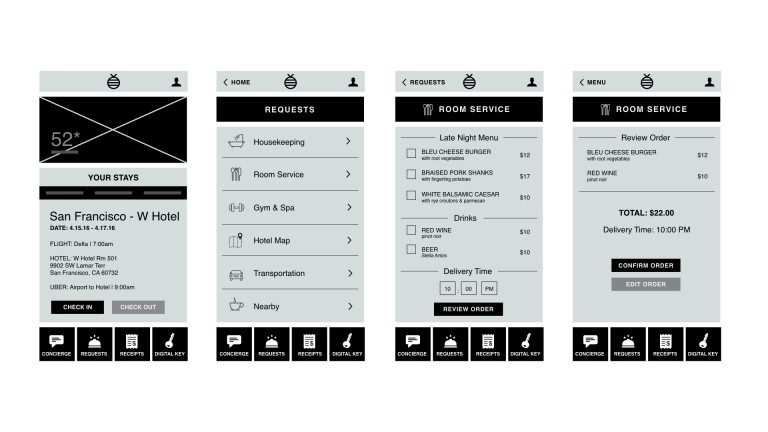 52*
YOUR STAYS
San Francisco - W Hotel
DATE: 4.15.16 - 4.17.16
FLIGHT: Delta I 7:00am
HOTEL: W Hotel Rm 501
9902 SW Lamar Terr
San Francisco, CA 60732
UBER: Airport to Hotel I 9:00am
CHECK IN
CHECK OUT
CONCIERGE
REQUESTS
RECEIPTS
DIGITAL KEY
HOME
REQUESTS
Housekeeping
Room Service
Gym & Spa
Hotel Map
Transportation
Nearby
CONCIERGE
REQUESTS
RECEIPTS
DIGITAL KEY
REQUESTS
ROOM SERVICE
Late Night Menu
BLEU CHEESE BURGER $12
with root vegetables
BRAISED PORK SHANKS $17
with fingerling potatoes
WHITE BALSAMIC CAESAR $10
with rye croutons & parmesan
Drinks
RED WINE $10
pinot noir
BEER $10
Stella Artois
Delivery Time
10 : 00 PM
REVIEW ORDER
CONCIERGE
REQUESTS
RECEIPTS
DIGITAL KEY
MENU
ROOM SERVICE
Review Order
BLEU CHEESE BURGER $12
with root vegetables
RED WINE $10
pinot noir
TOTAL: $22.00
Delivery Time: 10:00 PM
CONFIRM ORDER
EDIT ORDER
CONCIERGE
REQUESTS
RECEIPTS
DIGITAL KEY